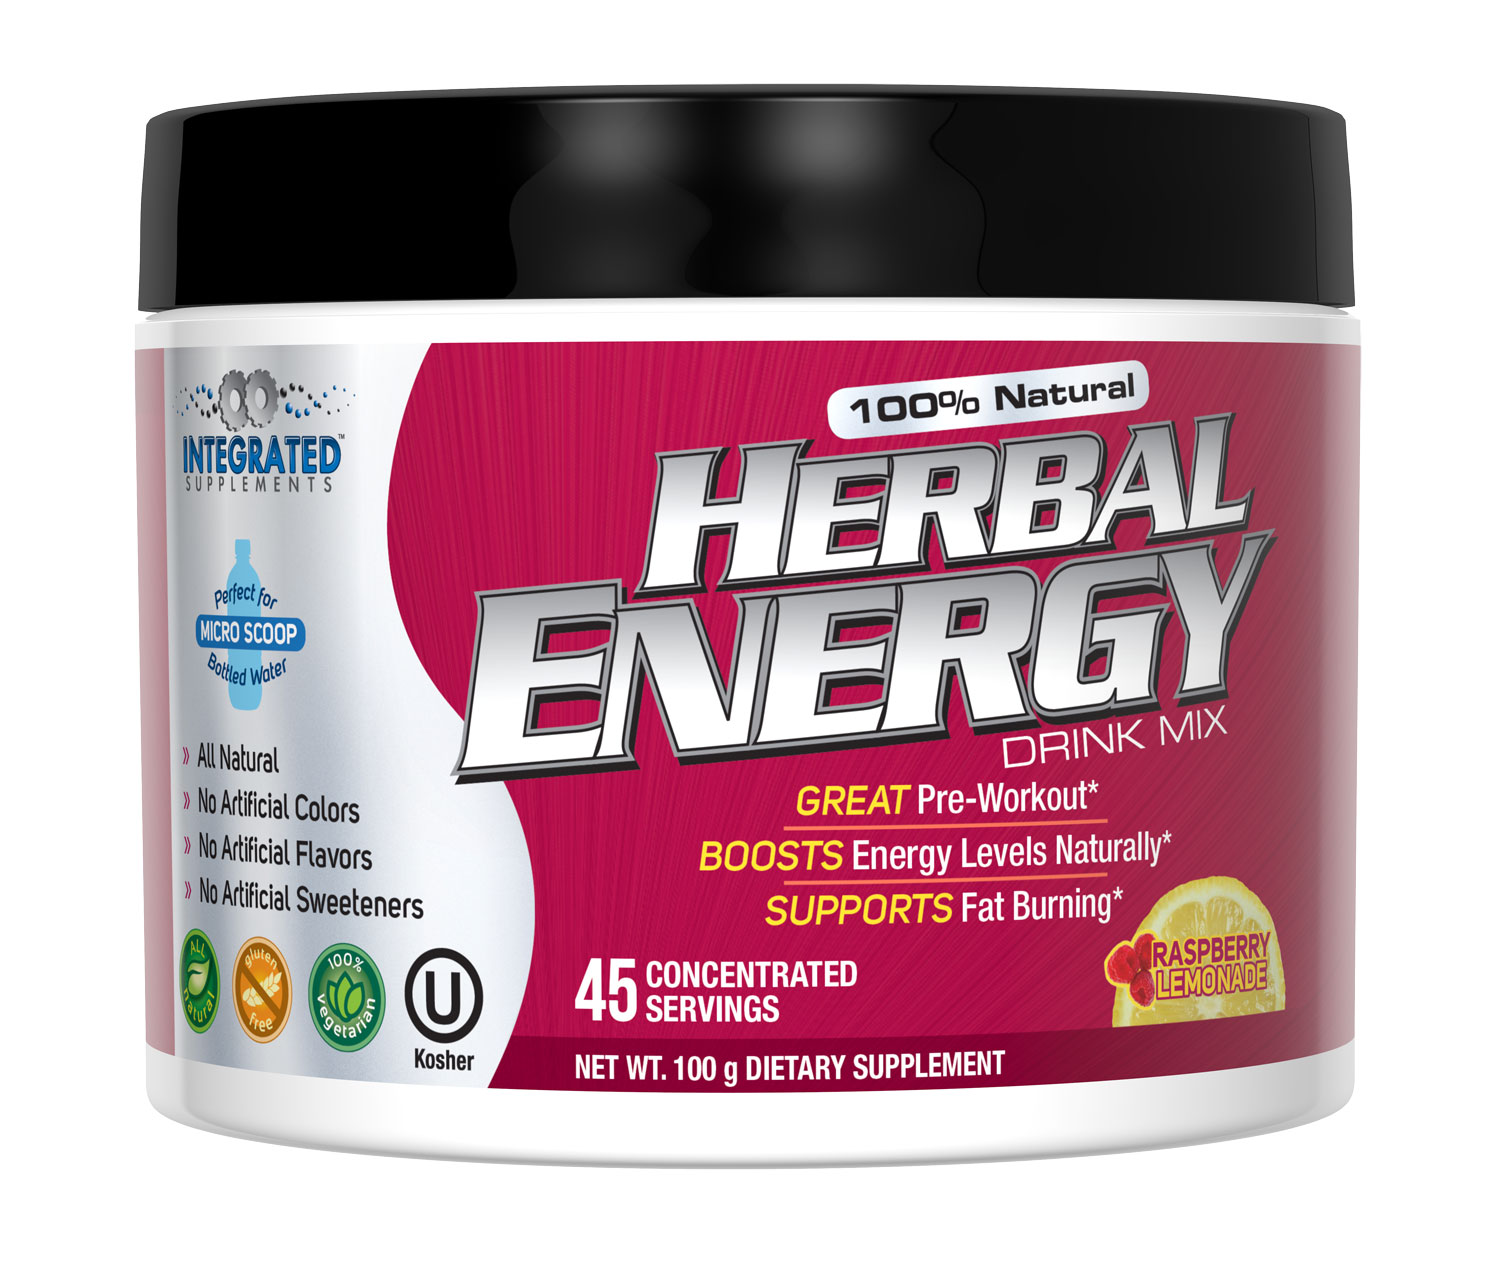 INTEGRATED™
SUPPLEMENTS
Perfect for
MICRO SCOOP
Bottled Water
» All Natural
» No Artificial Colors
» No Artificial Flavors
» No Artificial Sweeteners
ALL
natural
gluten
free
100%
vegetarian
U
Kosher
100% Natural
HERBAL
ENERGY
DRINK MIX
GREAT Pre-Workout*
BOOSTS Energy Levels Naturally*
SUPPORTS Fat Burning*
45 CONCENTRATED
SERVINGS
RASPBERRY
LEMONADE
NET WT. 100 g DIETARY SUPPLEMENT